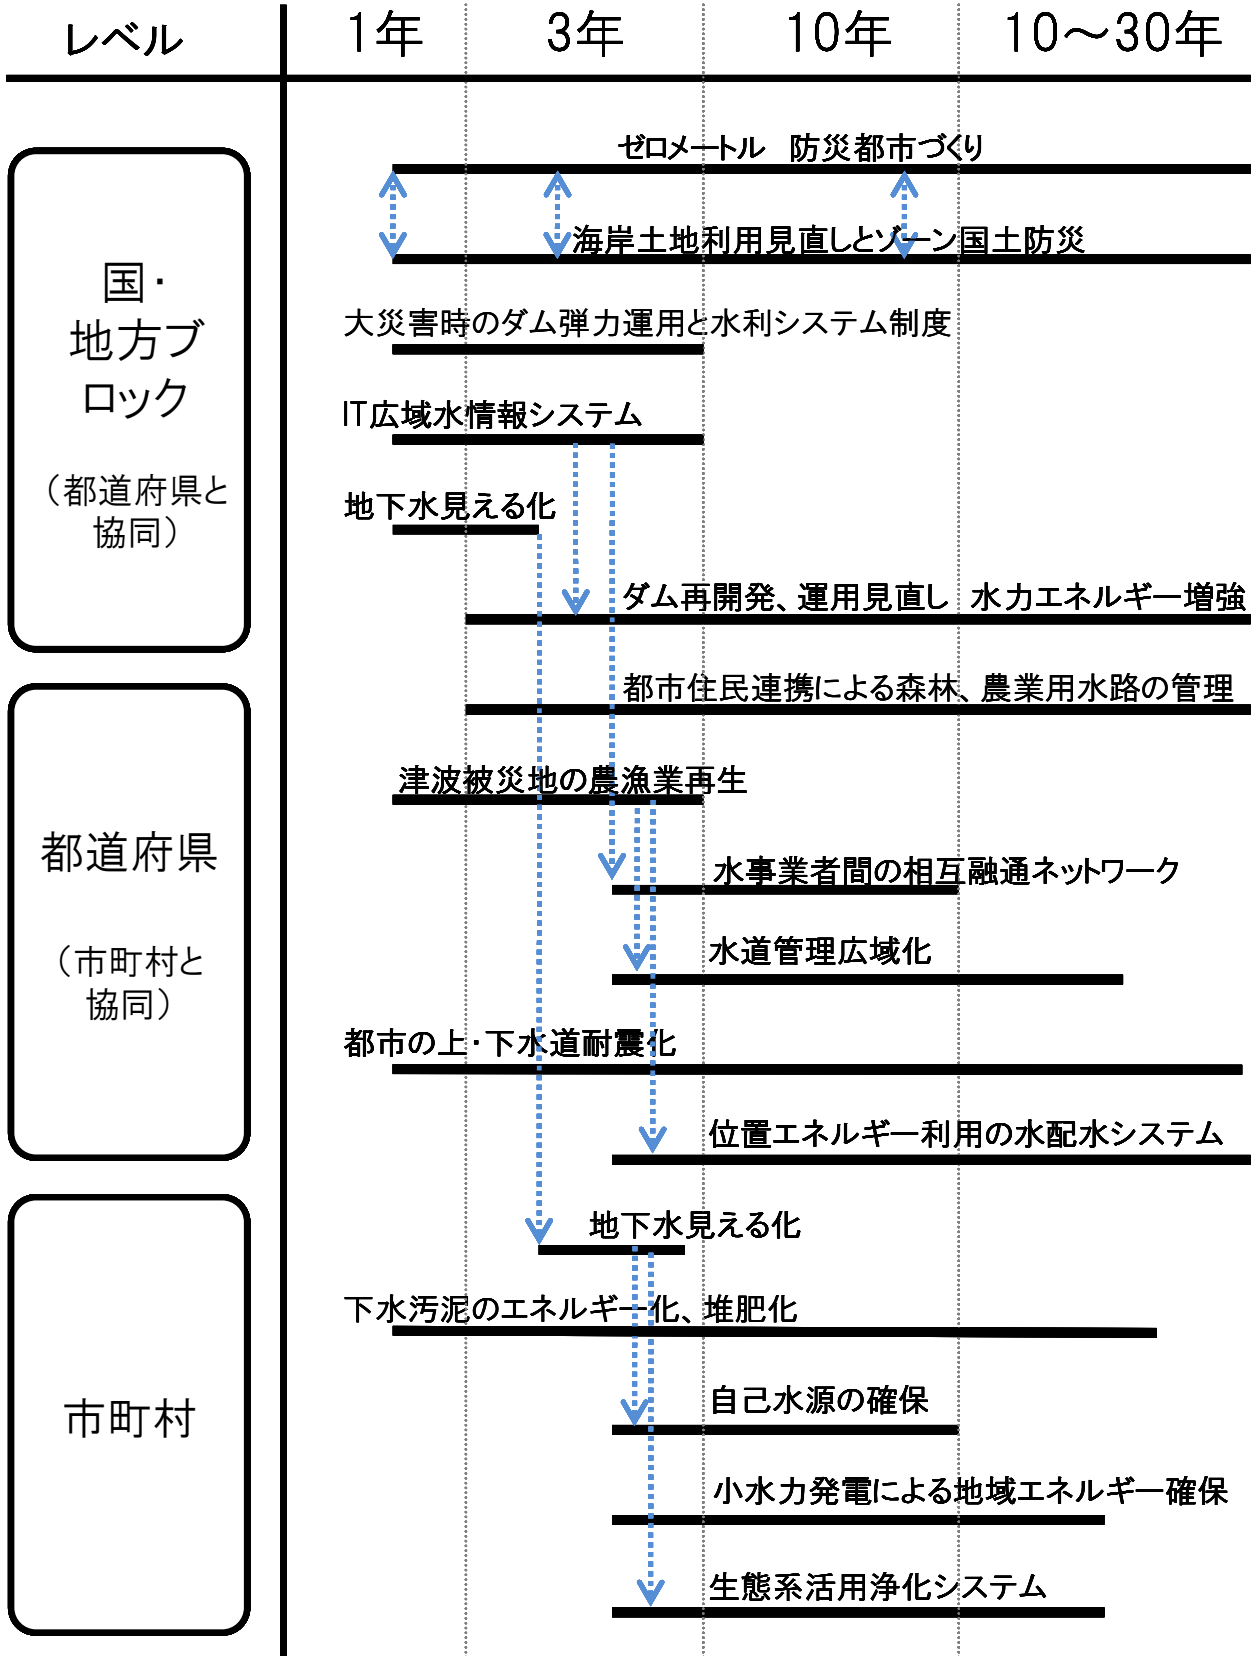 レベル
1年
3年
10年
10～30年
国・
地方ブ
ロック
（都道府県と
協同）
ゼロメートル　防災都市づくり
海岸土地利用見直しとゾーン国土防災
大災害時のダム弾力運用と水利システム制度
IT広域水情報システム
地下水見える化
ダム再開発、運用見直し　水力エネルギー増強
都道府県
（市町村と
協同）
都市住民連携による森林、農業用水路の管理
津波被災地の農漁業再生
水事業者間の相互融通ネットワーク
水道管理広域化
都市の上・下水道耐震化
位置エネルギー利用の水配水システム
市町村
地下水見える化
下水汚泥のエネルギー化、堆肥化
自己水源の確保
小水力発電による地域エネルギー確保
生態系活用浄化システム